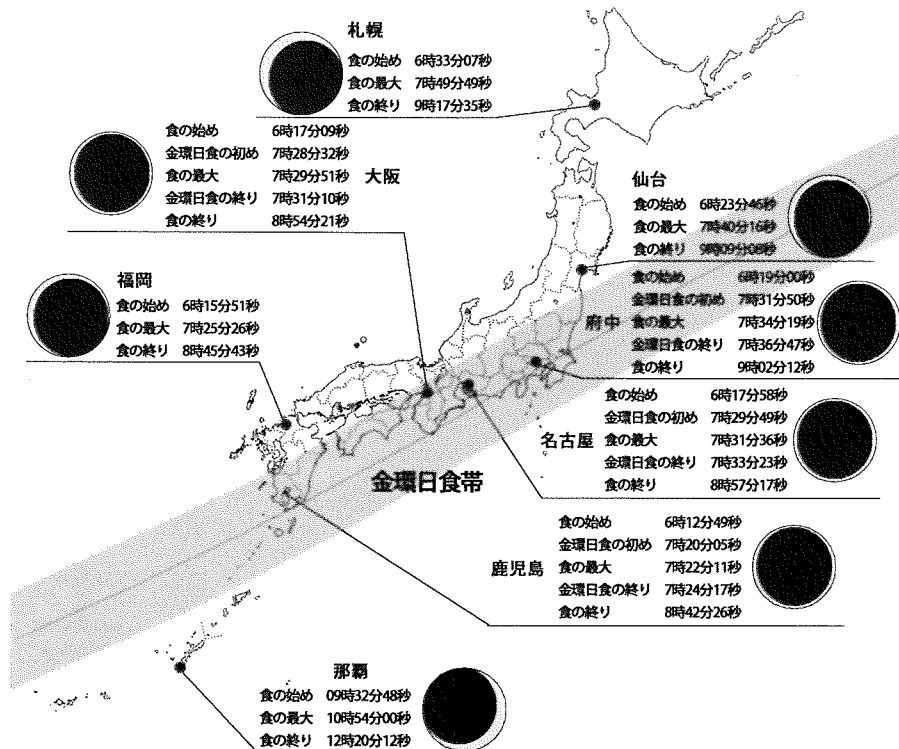 札幌
食の始め 6時33分07秒
食の最大 7時49分49秒
食の終り 9時17分35秒
食の始め 6時17分09秒
金環日食の初め 7時28分32秒
食の最大 7時29分51秒
金環日食の終り 7時31分10秒
食の終り 8時54分21秒
大阪
仙台
食の始め 6時23分46秒
食の最大 7時40分16秒
食の終り 9時09分08秒
福岡
食の始め 6時15分51秒
食の最大 7時25分26秒
食の終り 8時45分43秒
府中
食の始め 6時19分00秒
金環日食の初め 7時31分50秒
食の最大 7時34分19秒
金環日食の終り 7時36分47秒
食の終り 9時02分12秒
名古屋
食の始め 6時17分58秒
金環日食の初め 7時29分49秒
食の最大 7時31分36秒
金環日食の終り 7時33分23秒
食の終り 8時57分17秒
金環日食帯
鹿児島
食の始め 6時12分49秒
金環日食の初め 7時20分05秒
食の最大 7時22分11秒
金環日食の終り 7時24分17秒
食の終り 8時42分26秒
那覇
食の始め 09時32分48秒
食の最大 10時54分00秒
食の終り 12時20分12秒